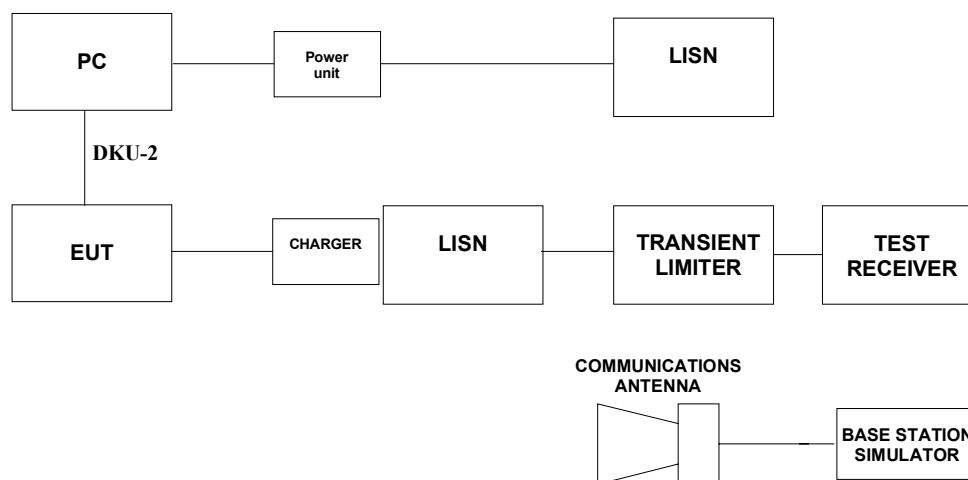 PC
Power
unit
LISN
DKU-2
EUT
CHARGER
LISN
TRANSIENT
LIMITER
TEST
RECEIVER
COMMUNICATIONS
ANTENNA
BASE STATION
SIMULATOR